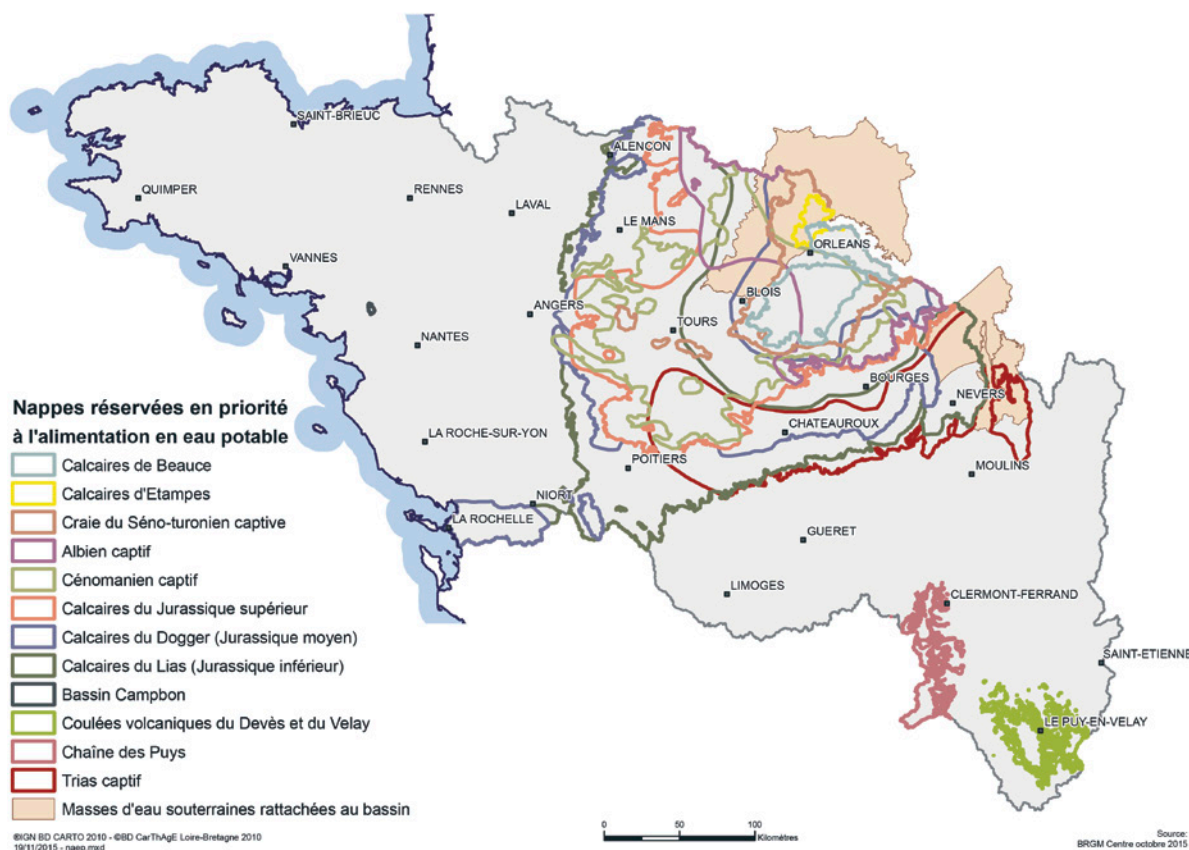 SAINT-BRIEUC
ALENCON
QUIMPER
RENNES
LAVAL
LE MANS
ORLEANS
VANNES
BLOIS
ANGERS
TOURS
NANTES
BOURGES
NEVERS
CHATEAUROUX
LA ROCHE-SUR-YON
POITIERS
MOULINS
NIORT
LA ROCHELLE
GUERET
LIMOGES
CLERMONT-FERRAND
SAINT-ETIENNE
LE PUY-EN-VELAY
Nappes réservées en priorité
à l'alimentation en eau potable
Calcaires de Beauce
Calcaires d'Etampes
Craie du Séno-turonien captive
Albien captif
Cénomanien captif
Calcaires du Jurassique supérieur
Calcaires du Dogger (Jurassique moyen)
Calcaires du Lias (Jurassique inférieur)
Bassin Campbon
Coulées volcaniques du Devès et du Velay
Chaîne des Puys
Trias captif
Masses d'eau souterraines rattachées au bassin
©IGN BD CARTO 2010 - ©BD CarThAgE Loire-Bretagne 2010
19/11/2015 - naep.mxd
0 50 100
Kilomètres
Source:
BRGM Centre octobre 2015